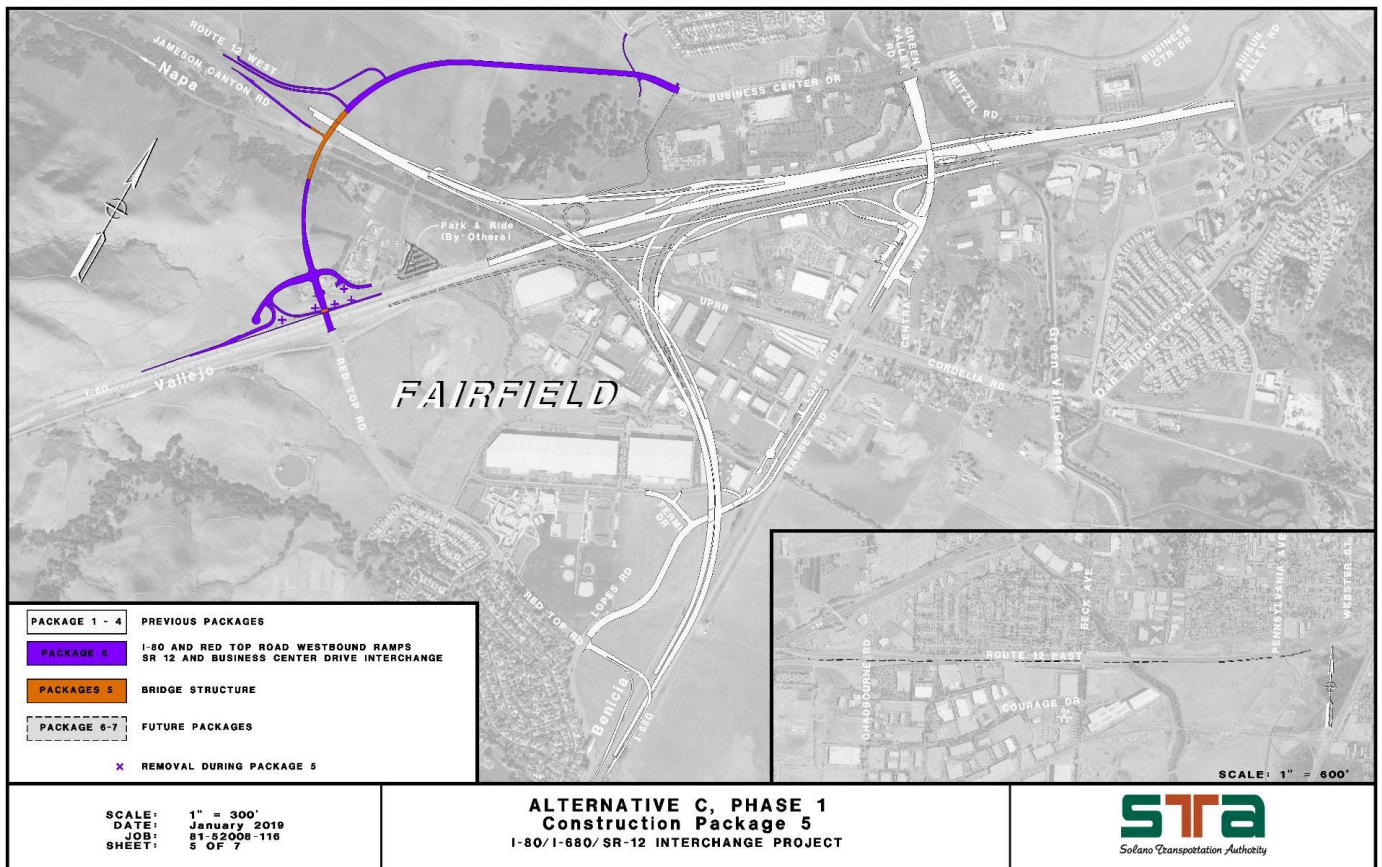 ROUTE 12 WEST
JAMESON CANYON RD
Napa
GREEN
VALLEY
RD
NEITZEL RD
BUSINESS
CTR DR
SUISUN
VALLEY RD
BUSINESS CENTER DR
Park & Ride
(By Others)
UPRR
CENTRAL
WAY
I-80
Vallejo
RED TOP RD
FAIRFIELD
I-680
LOPES RD
RAMSEY RD
CORDELIA RD
Green Valley Creek
Dan Wilson Creek
FERMI
DR
LOPES RD
RED TOP RD
Benicia
I-680
CHADBOURNE RD
ROUTE 12 EAST
BECK AVE
PENNSYLVANIA AVE
WEBSTER ST
COURAGE DR
SCALE: 1" = 600'
PACKAGE 1 - 4 PREVIOUS PACKAGES
PACKAGE 5 I-80 AND RED TOP ROAD WESTBOUND RAMPS
SR 12 AND BUSINESS CENTER DRIVE INTERCHANGE
PACKAGES 5 BRIDGE STRUCTURE
PACKAGE 6-7 FUTURE PACKAGES
× REMOVAL DURING PACKAGE 5
SCALE: 1" = 300'
DATE: January 2019
JOB: 81-52008-116
SHEET: 5 OF 7
ALTERNATIVE C, PHASE 1
Construction Package 5
I-80/I-680/SR-12 INTERCHANGE PROJECT
STa
Solano Transportation Authority